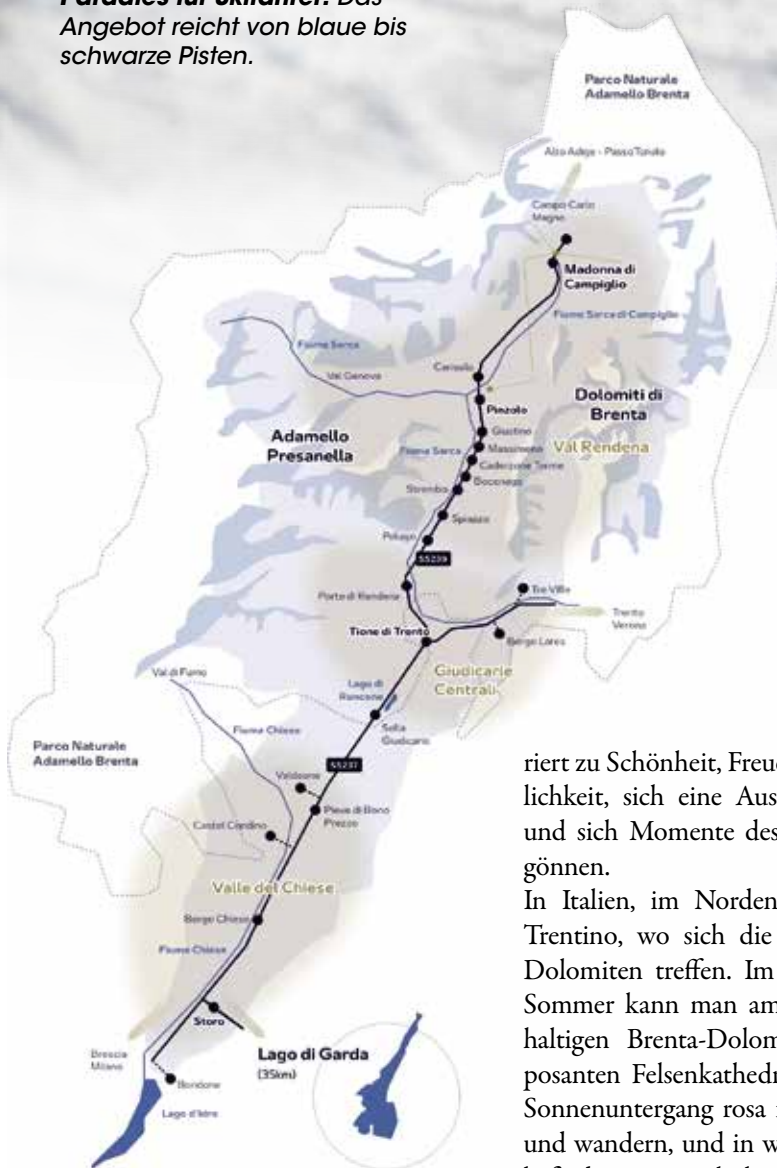 Paradies für Skifahrer. Das
Angebot reicht von blaue bis
schwarze Pisten.
Parco Naturale
Adamello Brenta
Alto Adige - Passo Tonale
Campo Carlo
Magno
Madonna di
Campiglio
Fiume Sarca di Campiglio
Fiume Sarca
Val Genova
Carisolo
Pinzolo
Dolomiti di
Brenta
Adamello
Presanella
Giustino
Massimeno
Val Rendena
Fiume Sarca
Caderzone Terme
Bocenago
Strembo
Spiazzo
Pelugo
SS239
Porte di Rendena
Tre Ville
Trento
Verona
Tione di Trento
Borgo Lares
Giudicarie
Centrali
Val di Fumo
Lago di
Roncone
Sella
Giudicarie
Fiume Chiese
Parco Naturale
Adamello Brenta
SS237
Valdaone
Pieve di Bono
Prezzo
Castel Condino
Valle del Chiese
Borgo Chiese
Fiume Chiese
Storo
Brescia
Milano
Bondone
Lago d'Idro
Lago di Garda
(35km)
riert zu Schönheit, Freud
lichkeit, sich eine Aus
und sich Momente des
gönnen.
In Italien, im Norden
Trentino, wo sich die
Dolomiten treffen. Im
Sommer kann man am
haltigen Brenta-Dolom
posanten Felsenkathedr
Sonnenuntergang rosa
und wandern, und in w